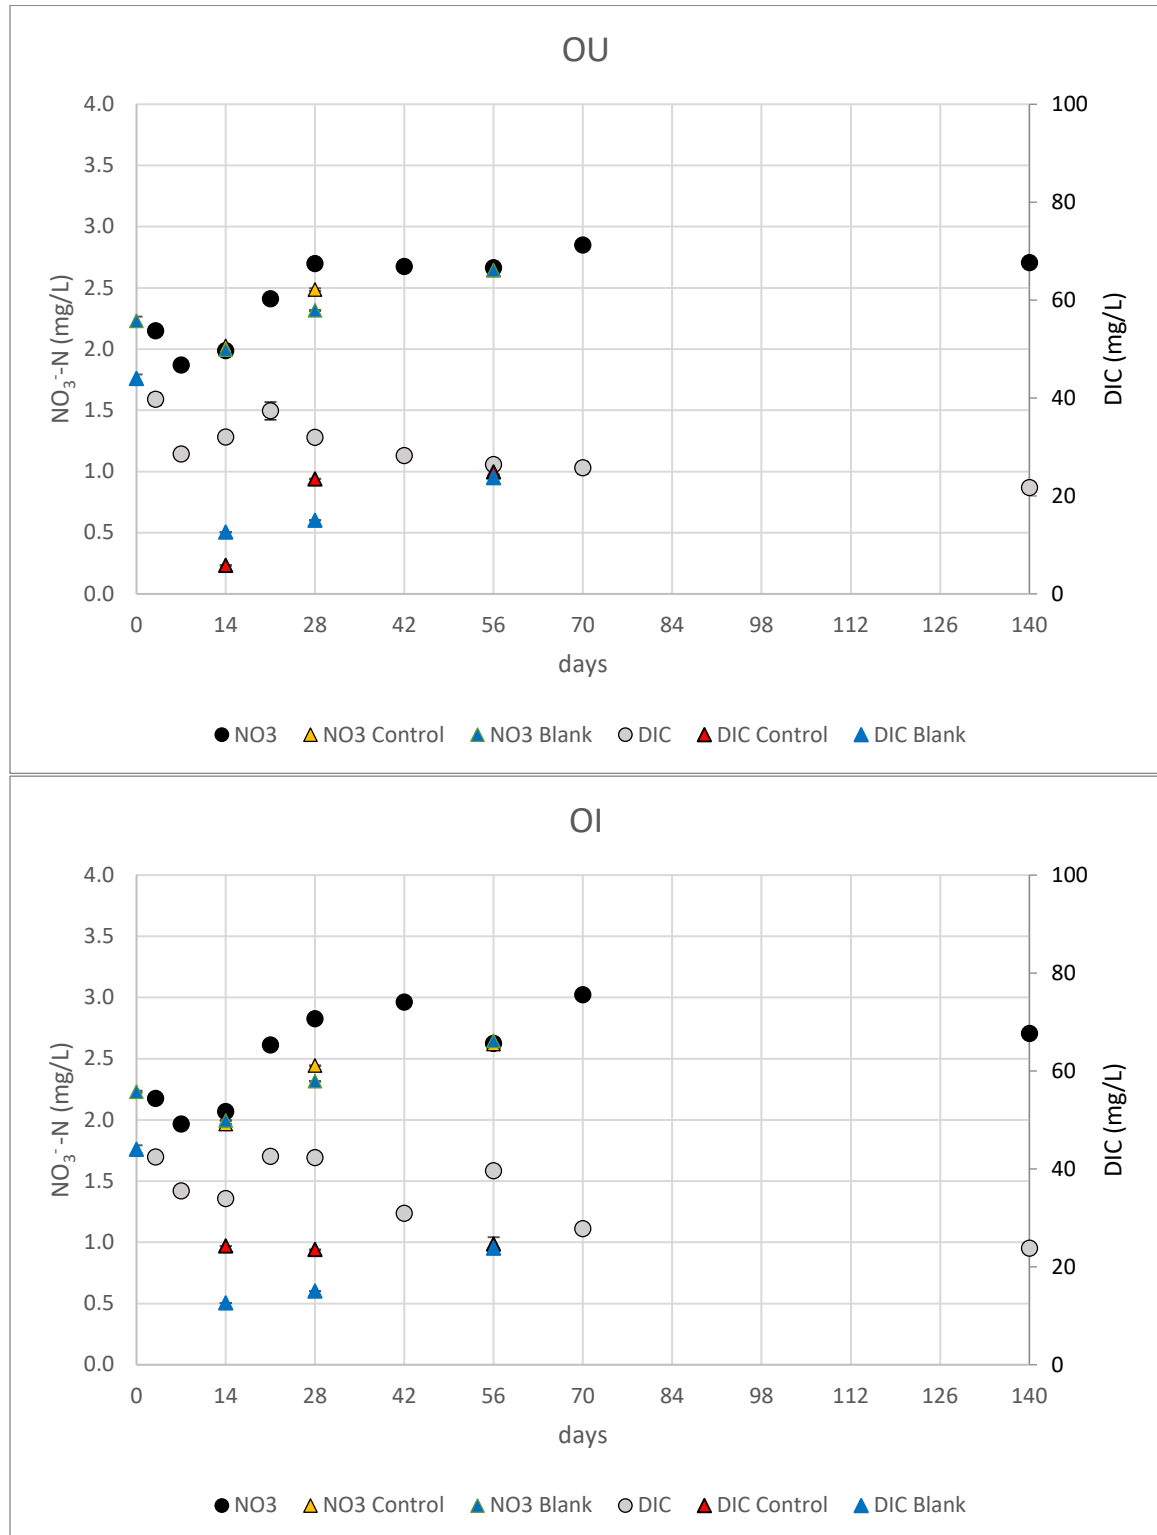 OU
4.0
3.5
3.0
2.5
2.0
1.5
1.0
0.5
0.0
NO₃⁻-N (mg/L)
100
80
60
40
20
0
DIC (mg/L)
0 14 28 42 56 70 84 98 112 126 140
days
NO3 NO3 Control NO3 Blank DIC DIC Control DIC Blank
OI
4.0
3.5
3.0
2.5
2.0
1.5
1.0
0.5
0.0
NO₃⁻-N (mg/L)
100
80
60
40
20
0
DIC (mg/L)
0 14 28 42 56 70 84 98 112 126 140
days
NO3 NO3 Control NO3 Blank DIC DIC Control DIC Blank